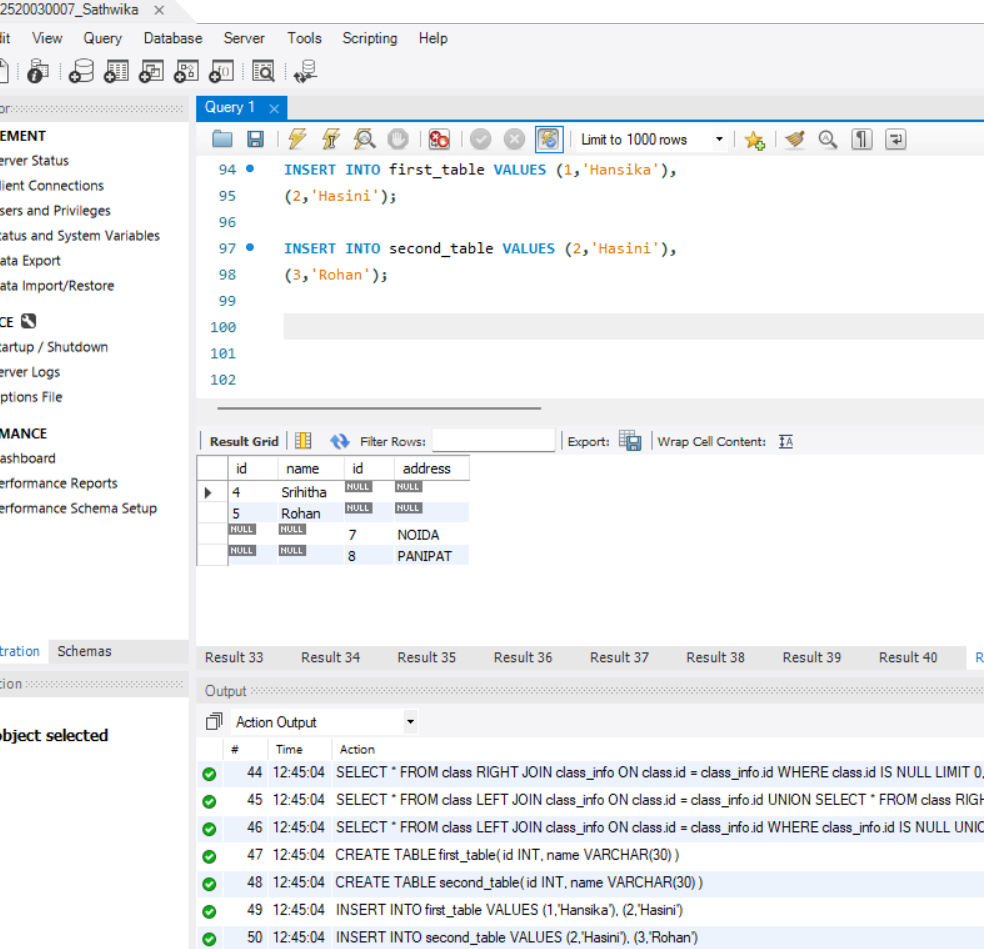 2520030007_Sathwika
dit View Query Database Server Tools Scripting Help
Query 1
EMENT
erver Status
lient Connections
sers and Privileges
tatus and System Variables
ata Export
ata Import/Restore
CE
tartup / Shutdown
erver Logs
ptions File
MANCE
ashboard
erformance Reports
erformance Schema Setup
tration Schemas
tion
object selected
Limit to 1000 rows
94 INSERT INTO first_table VALUES (1,'Hansika'),
95 (2,'Hasini');
96
97 INSERT INTO second_table VALUES (2,'Hasini'),
98 (3,'Rohan');
99
100
101
102
Result Grid Filter Rows: Export: Wrap Cell Content:
id name id address
4 Srihitha NULL NULL
5 Rohan NULL NULL
NULL NULL 7 NOIDA
NULL NULL 8 PANIPAT
Result 33 Result 34 Result 35 Result 36 Result 37 Result 38 Result 39 Result 40 R
Output
Action Output
# Time Action
44 12:45:04 SELECT * FROM class RIGHT JOIN class_info ON class.id = class_info.id WHERE class.id IS NULL LIMIT 0,
45 12:45:04 SELECT * FROM class LEFT JOIN class_info ON class.id = class_info.id UNION SELECT * FROM class RIGH
46 12:45:04 SELECT * FROM class LEFT JOIN class_info ON class.id = class_info.id WHERE class_info.id IS NULL UNIO
47 12:45:04 CREATE TABLE first_table( id INT, name VARCHAR(30) )
48 12:45:04 CREATE TABLE second_table( id INT, name VARCHAR(30) )
49 12:45:04 INSERT INTO first_table VALUES (1,'Hansika'), (2,'Hasini')
50 12:45:04 INSERT INTO second_table VALUES (2,'Hasini'), (3,'Rohan')